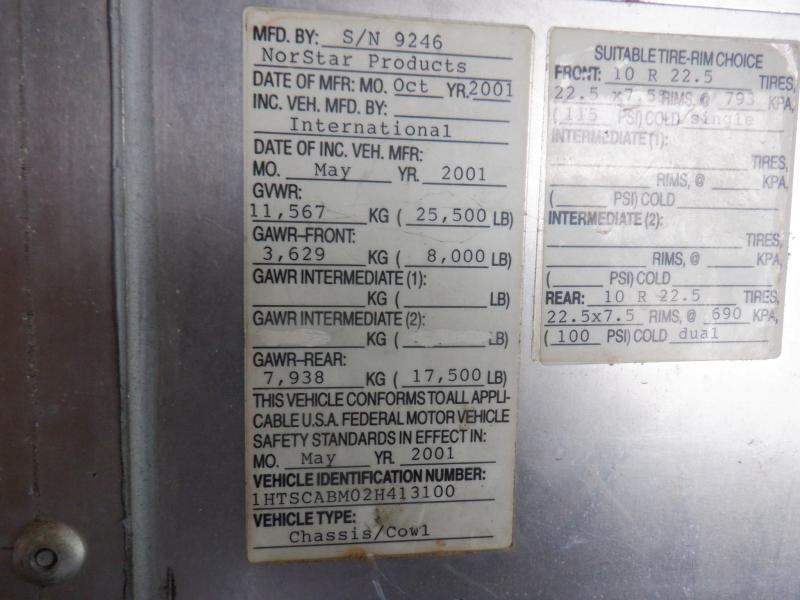 MFD. BY: S/N 9246
NorStar Products
DATE OF MFR: MO. Oct YR. 2001
INC. VEH. MFD. BY:
International
DATE OF INC. VEH. MFR:
MO. May YR. 2001
GVWR:
11,567 KG ( 25,500 LB)
GAWR-FRONT:
3,629 KG ( 8,000 LB)
GAWR INTERMEDIATE (1):
KG ( LB)
GAWR INTERMEDIATE (2):
KG ( LB)
GAWR-REAR:
7,938 KG ( 17,500 LB)
THIS VEHICLE CONFORMS TO ALL APPLI-
CABLE U.S.A. FEDERAL MOTOR VEHICLE
SAFETY STANDARDS IN EFFECT IN:
MO. May YR. 2001
VEHICLE IDENTIFICATION NUMBER:
1HTSCABM02H413100
VEHICLE TYPE:
Chassis/Cowl
SUITABLE TIRE-RIM CHOICE
FRONT: 10 R 22.5 TIRES,
22.5 x7.5 RIMS, @ 793 KPA,
( 115 PSI) COLD/single
INTERMEDIATE (1):
TIRES,
RIMS, @ KPA,
( PSI) COLD
INTERMEDIATE (2):
TIRES,
RIMS, @ KPA,
( PSI) COLD
REAR: 10 R 22.5 TIRES,
22.5x7.5 RIMS, @ 690 KPA,
( 100 PSI) COLD dual